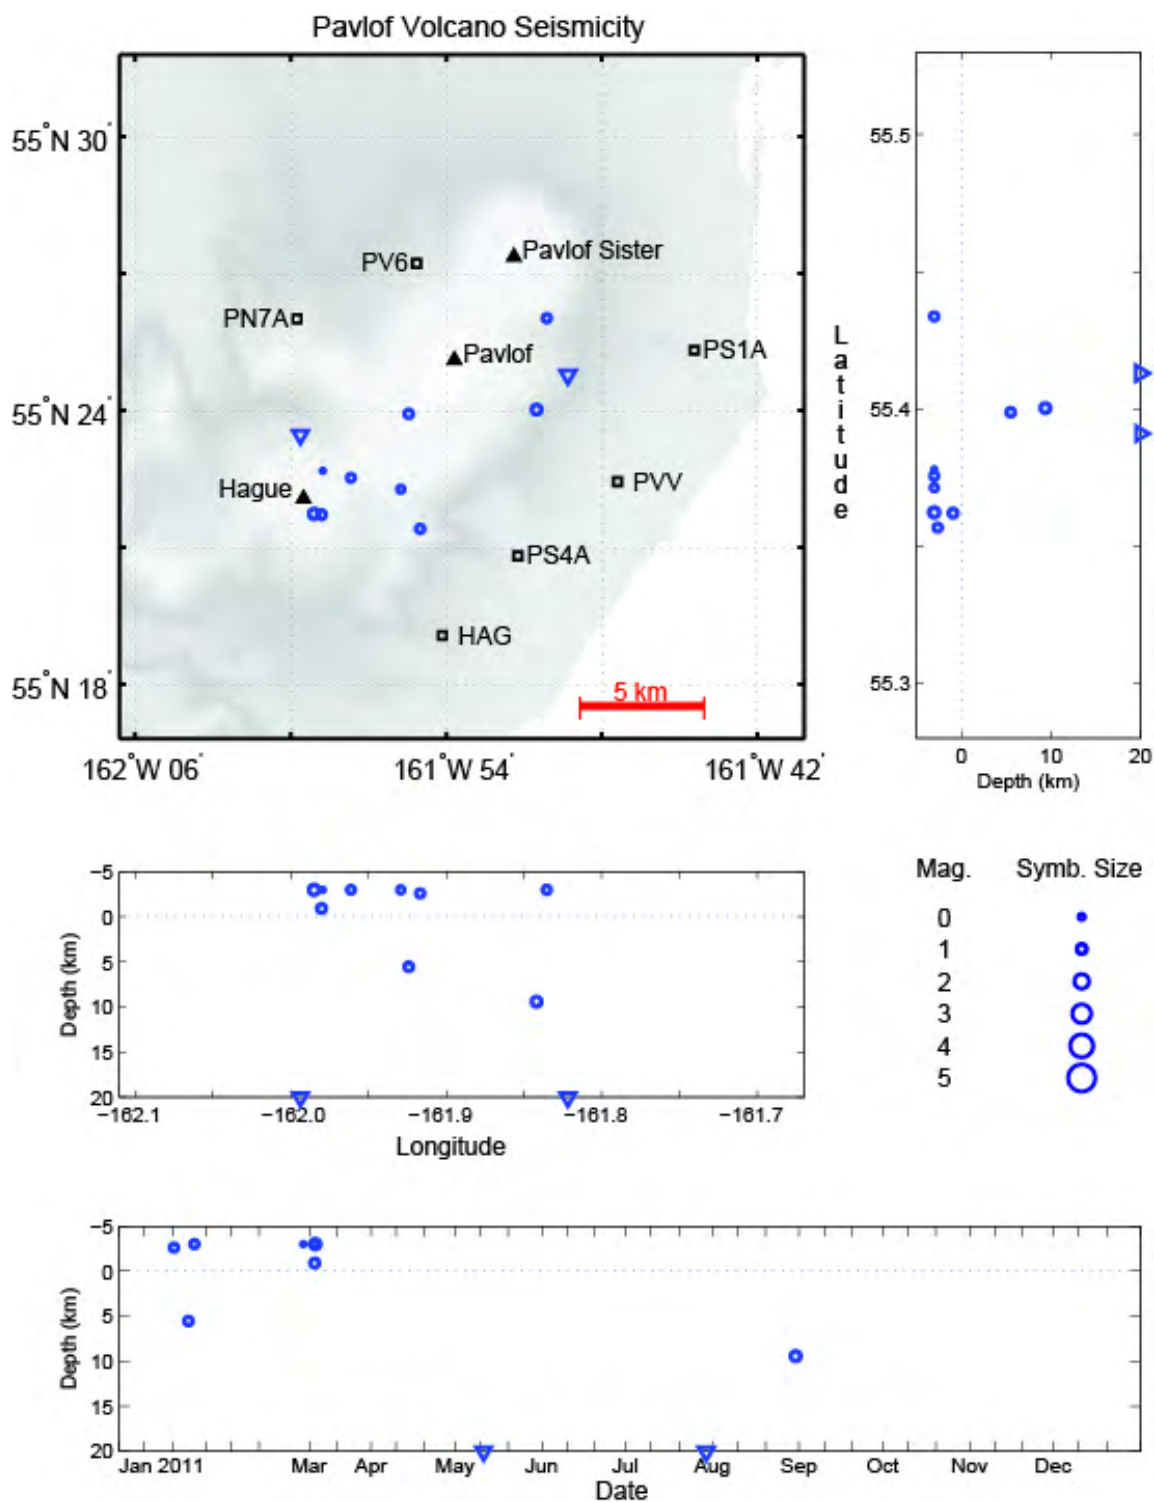 Pavlof Volcano Seismicity
55°N 30'
55°N 24'
55°N 18'
162°W 06'
161°W 54'
161°W 42'
PV6
Pavlof Sister
PN7A
Pavlof
PS1A
Hague
PVV
PS4A
HAG
5 km
Latitude
55.5
55.4
55.3
0
10
20
Depth (km)
−5
0
5
10
15
20
Depth (km)
−162.1
−162.0
−161.9
−161.8
−161.7
Longitude
Mag. Symb. Size
0
1
2
3
4
5
−5
0
5
10
15
20
Depth (km)
Jan 2011 Mar Apr May Jun Jul Aug Sep Oct Nov Dec
Date